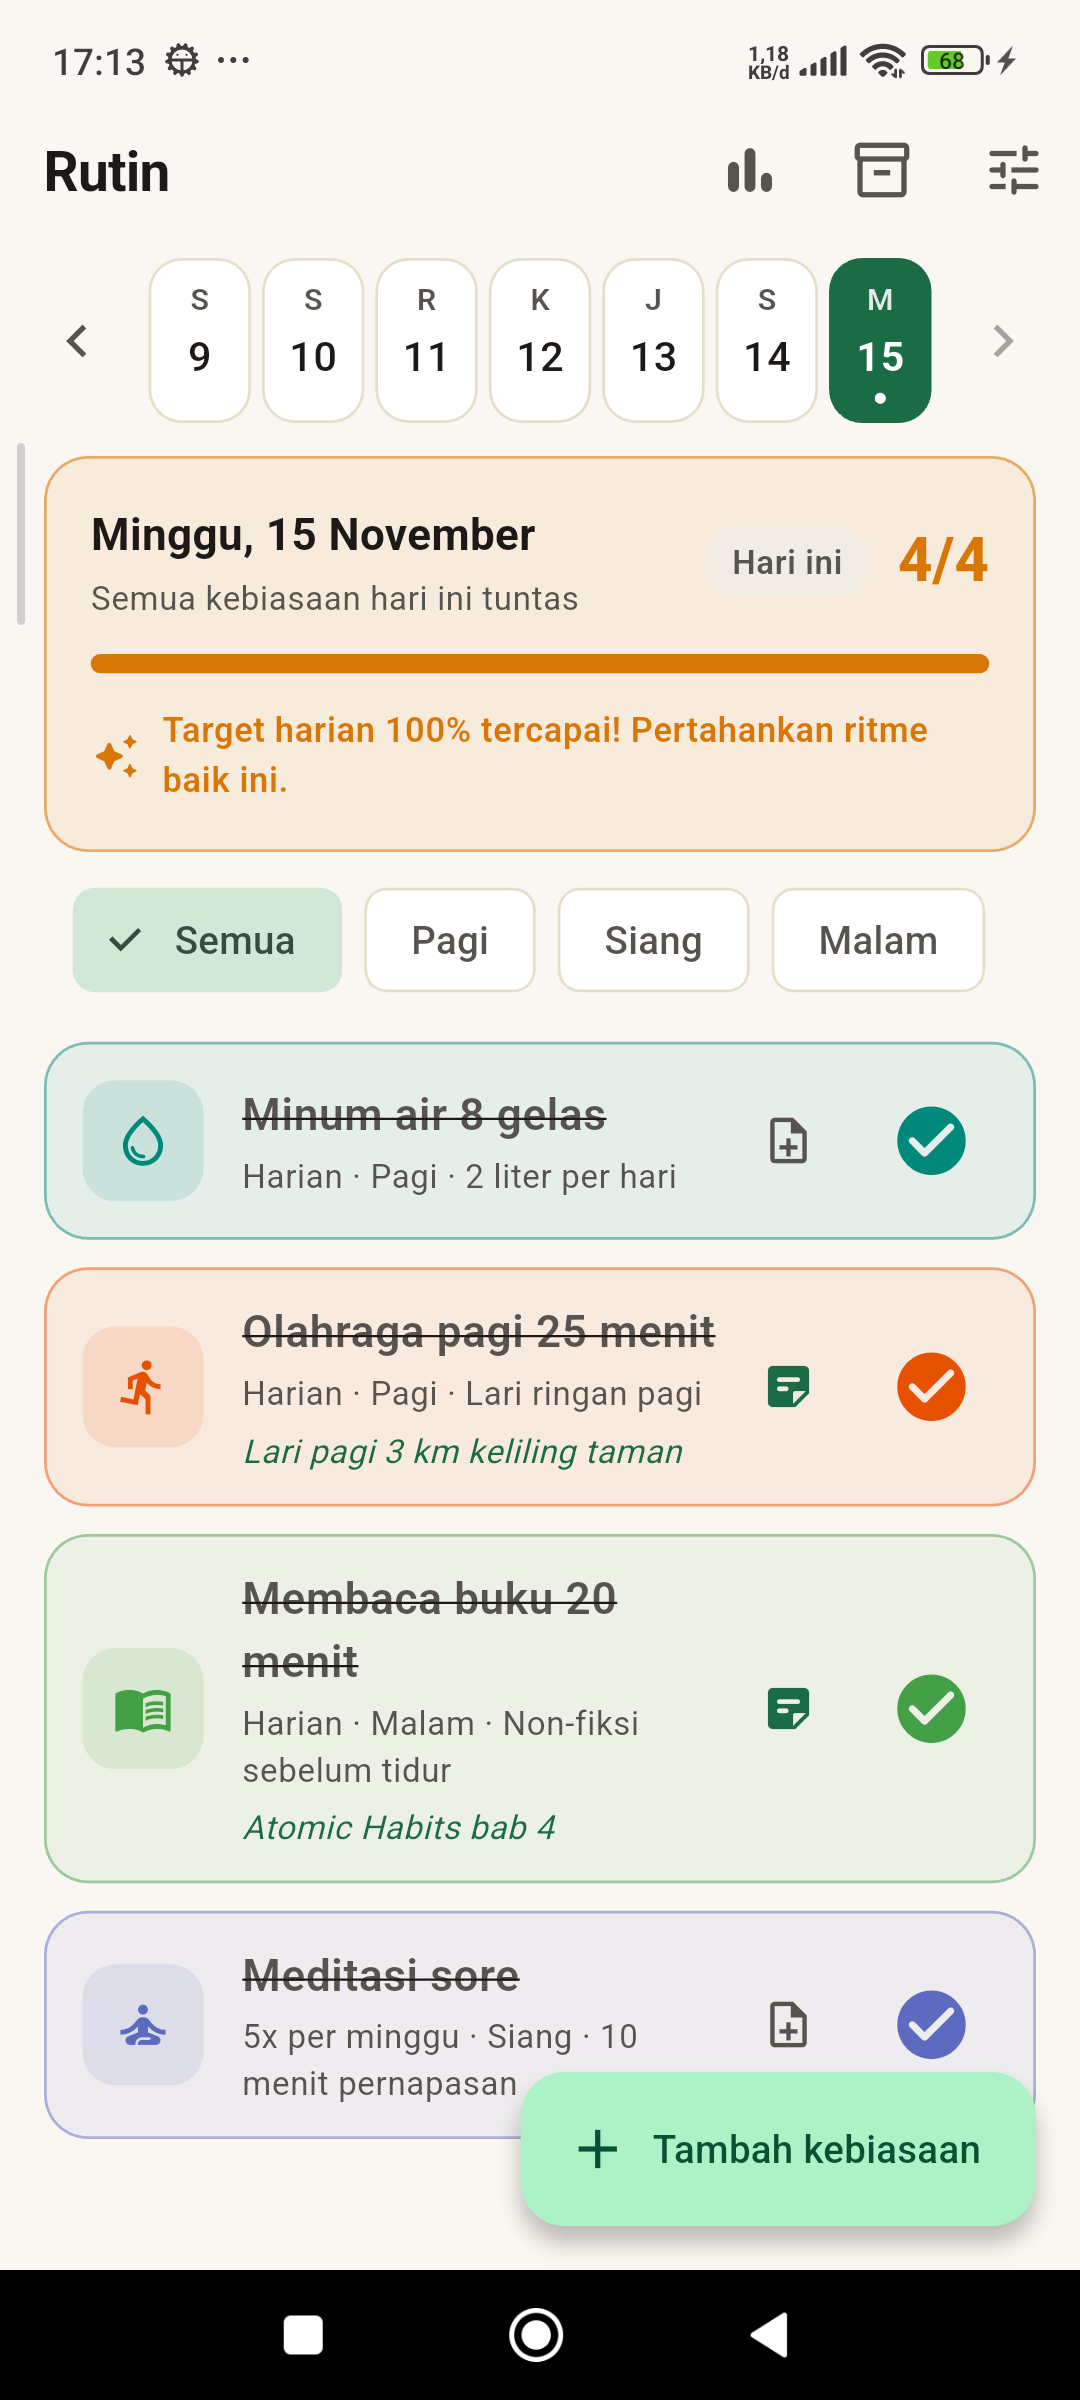 17:13
1,18
KB/d
68
Rutin
S
S
R
K
J
S
M
9
10
11
12
13
14
15
Minggu, 15 November
Semua kebiasaan hari ini tuntas
Hari ini
4/4
Target harian 100% tercapai! Pertahankan ritme
baik ini.
Semua
Pagi
Siang
Malam
Minum air 8 gelas
Harian · Pagi · 2 liter per hari
Olahraga pagi 25 menit
Harian · Pagi · Lari ringan pagi
Lari pagi 3 km keliling taman
Membaca buku 20
menit
Harian · Malam · Non-fiksi
sebelum tidur
Atomic Habits bab 4
Meditasi sore
5x per minggu · Siang · 10
menit pernapasan
Tambah kebiasaan